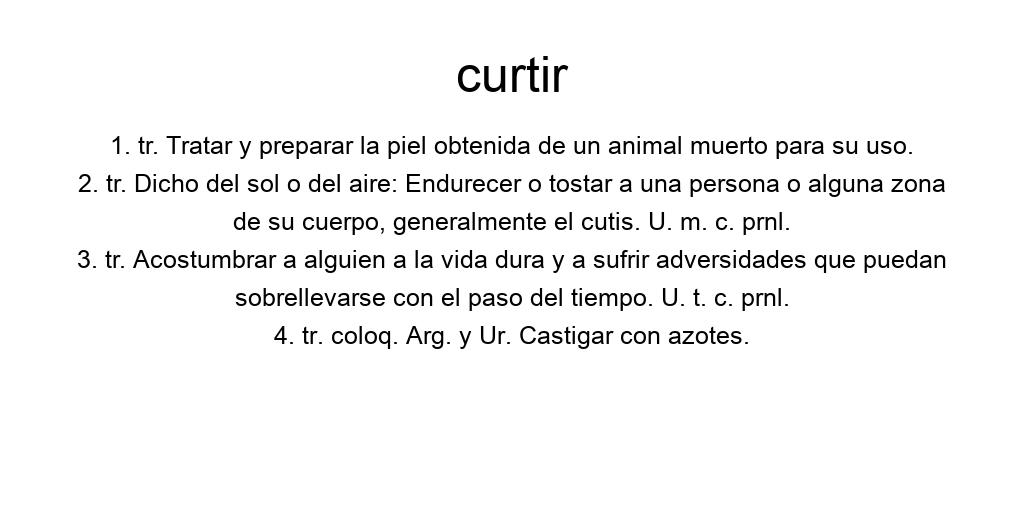 curtir
1. tr. Tratar y preparar la piel obtenida de un animal muerto para su uso.
2. tr. Dicho del sol o del aire: Endurecer o tostar a una persona o alguna zona
de su cuerpo, generalmente el cutis. U. m. c. prnl.
3. tr. Acostumbrar a alguien a la vida dura y a sufrir adversidades que puedan
sobrellevarse con el paso del tiempo. U. t. c. prnl.
4. tr. coloq. Arg. y Ur. Castigar con azotes.